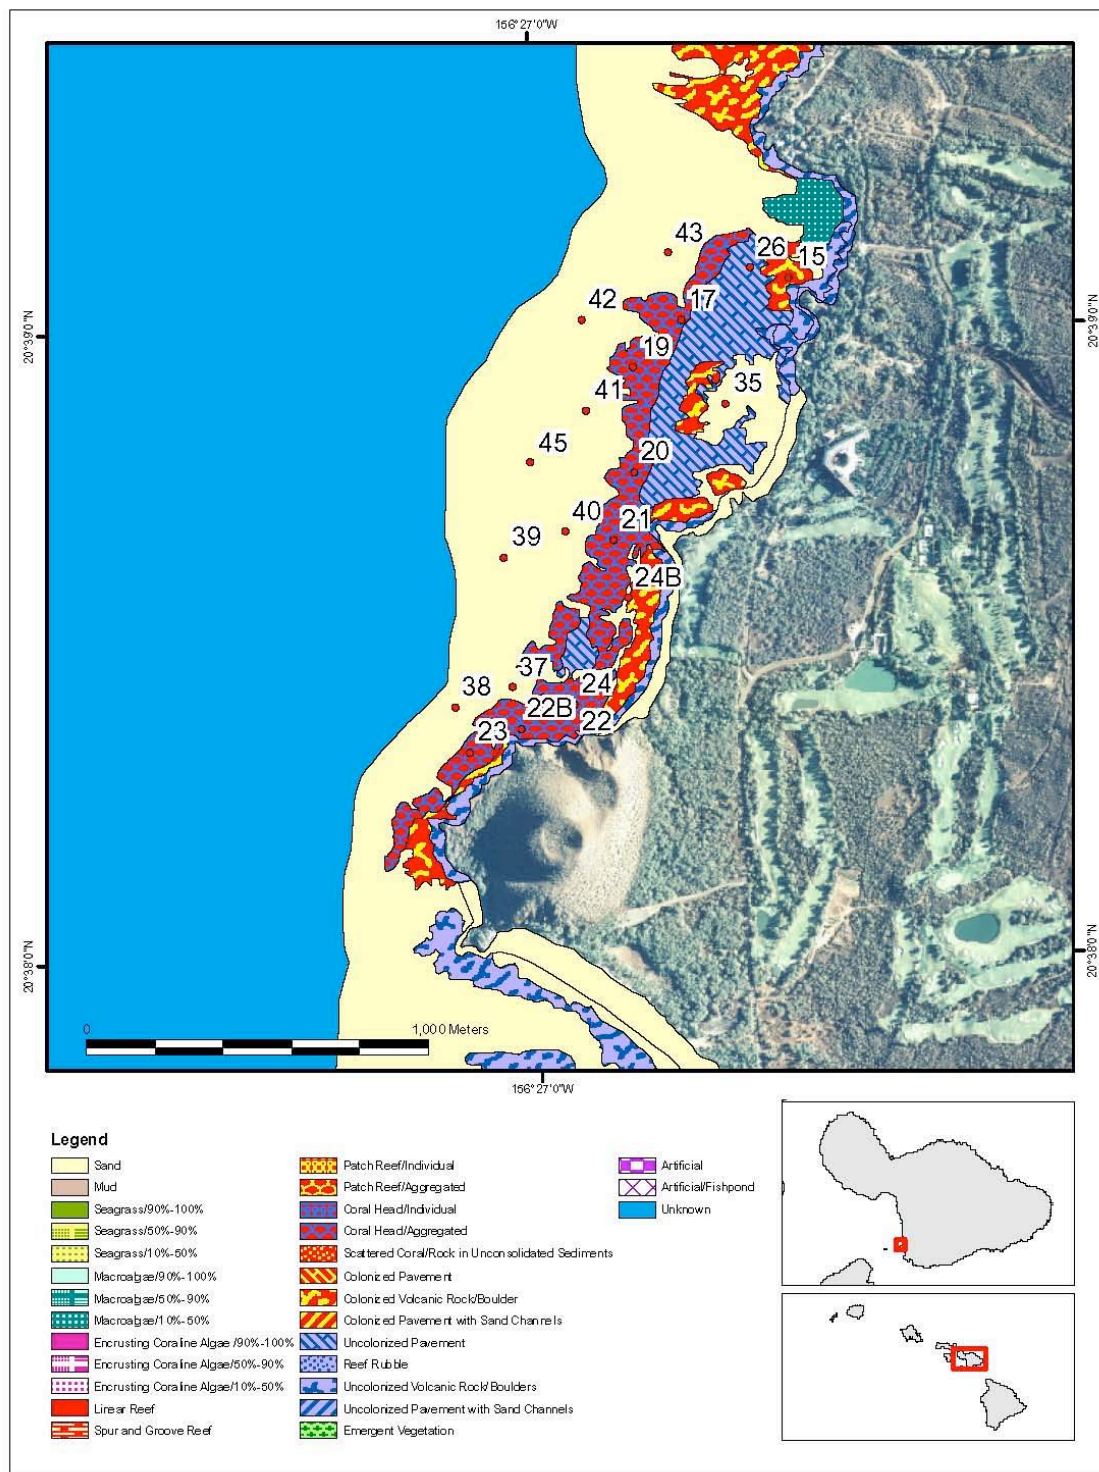 156°27'0"W
43
26
15
42
17
20°39'0"N
20°39'0"N
19
41
35
45
20
40
21
39
24B
37
24
38
22B
22
23
20°38'0"N
20°38'0"N
0
1,000 Meters
156°27'0"W
Legend
Sand
Mud
Seagrass/90%-100%
Seagrass/50%-90%
Seagrass/10%-50%
Macroalgae/90%-100%
Macroalgae/50%-90%
Macroalgae/10%-50%
Encrusting Coraline Algae /90%-100%
Encrusting Coraline Algae/50%-90%
Encrusting Coraline Algae/10%-50%
Linear Reef
Spur and Groove Reef
Patch Reef/Individual
Patch Reef/Aggregated
Coral Head/Individual
Coral Head/Aggregated
Scattered Coral/Rock in Unconsolidated Sediments
Colonized Pavement
Colonized Volcanic Rock/Boulder
Colonized Pavement with Sand Channels
Uncolonized Pavement
Reef Rubble
Uncolonized Volcanic Rock/Boulders
Uncolonized Pavement with Sand Channels
Emergent Vegetation
Artificial
Artificial/Fishpond
Unknown